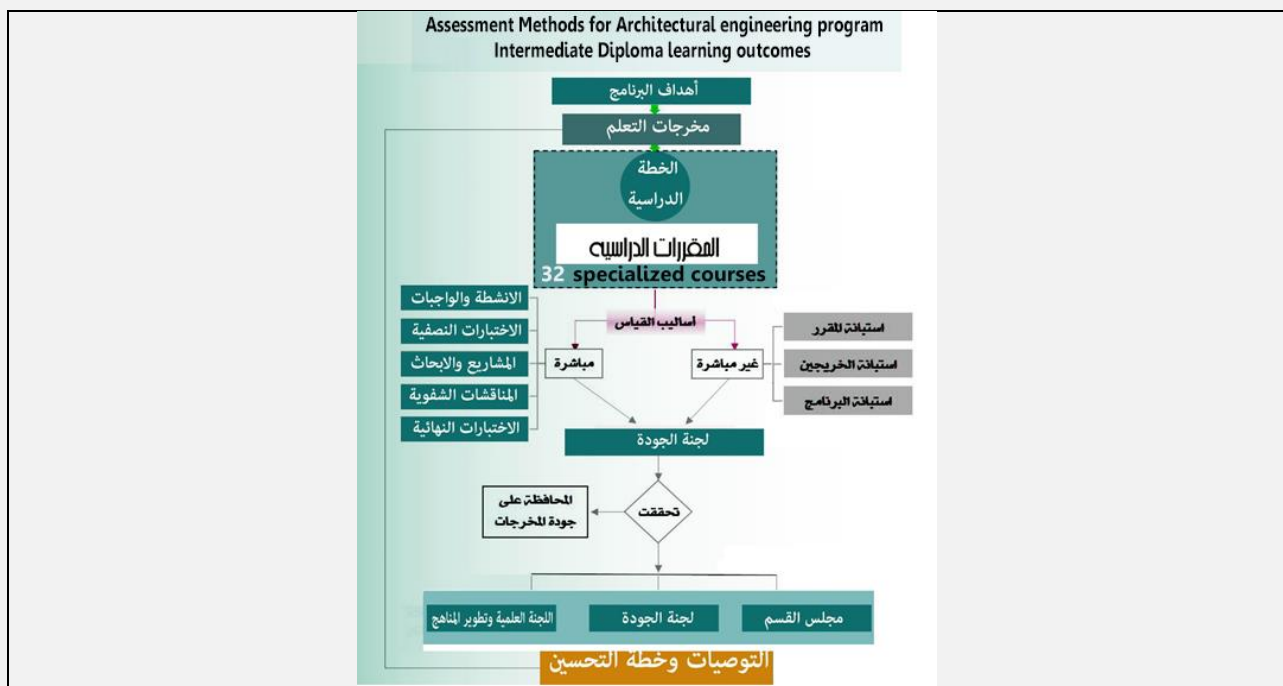 Assessment Methods for Architectural engineering program
Intermediate Diploma learning outcomes
أهداف البرنامج
مخرجات التعلم
الخطة
الدراسية
المقررات الدراسيه
32 specialized courses
أساليب القياس
مباشرة
غير مباشرة
الانشطة والواجبات
الاختبارات النصفية
المشاريع والابحاث
المناقشات الشفوية
الاختبارات النهائية
استبانة المقرر
استبانة الخريجين
استبانة البرنامج
لجنة الجودة
تحققت
المحافظة على
جودة المخرجات
مجلس القسم
لجنة الجودة
اللجنة العلمية وتطوير المناهج
التوصيات وخطة التحسين